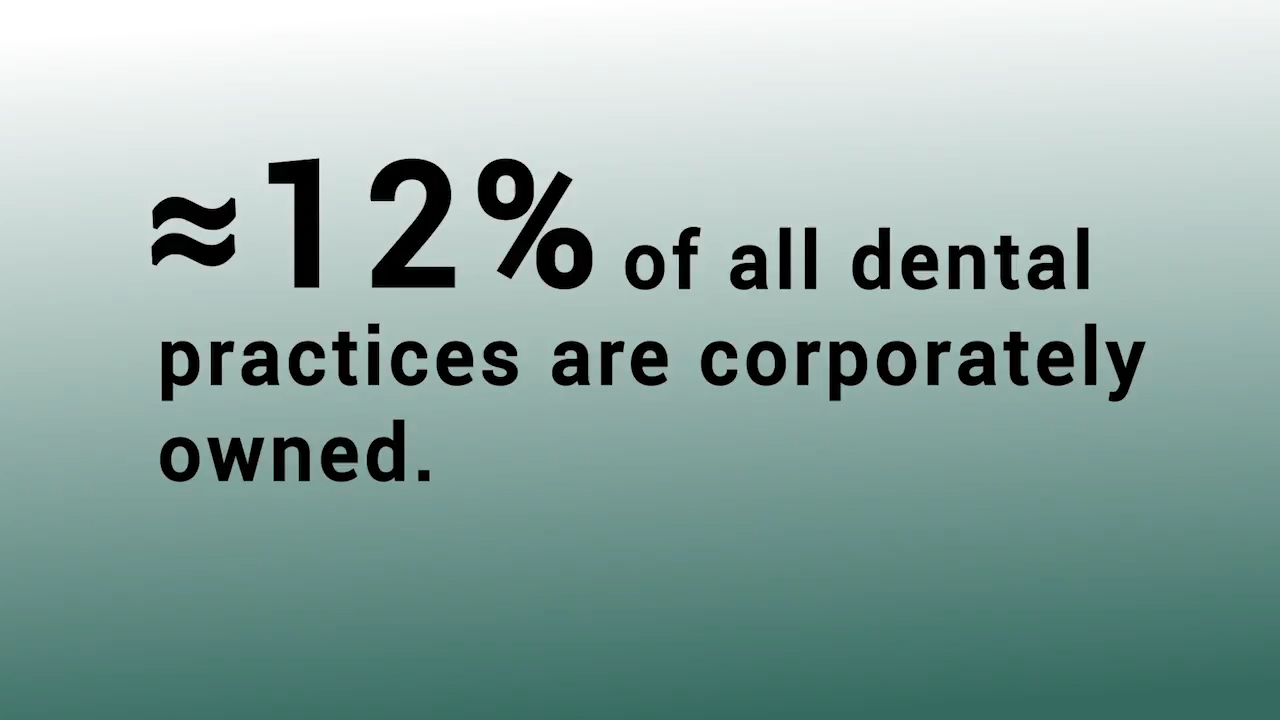 ≈12% of all dental
practices are corporately
owned.